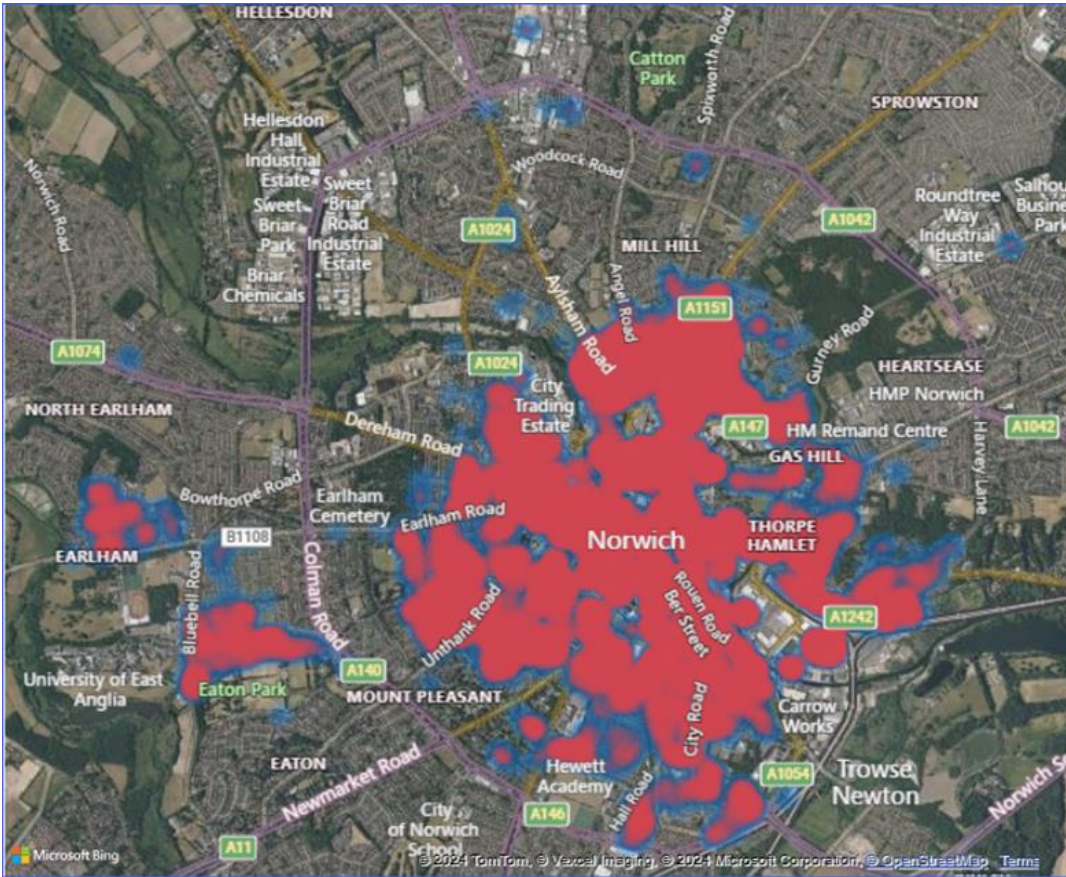 HELLESDON
Catton
Park
Spixworth Road
SPROWSTON
Hellesdon
Hall
Industrial
Estate
Norwich Road
Woodcock Road
Sweet
Briar
Road
Industrial
Estate
Sweet
Briar
Park
Briar
Chemicals
A1024
MILL HILL
A1042
Roundtree
Way
Industrial
Estate
Salhou
Busine
Park
Angel Road
Aylsham Road
A1151
Gurney Road
A1074
A1024
HEARTSEASE
City
Trading
Estate
HMP Norwich
NORTH EARLHAM
Dereham Road
A147
HM Remand Centre
A1042
GAS HILL
Harvey Lane
Bowthorpe Road
Earlham
Cemetery
Earlham Road
B1108
Norwich
THORPE
HAMLET
EARLHAM
Colman Road
Bluebell Road
Rouen Road
Ber Street
Unthank Road
A1242
University of East
Anglia
Eaton Park
A140
MOUNT PLEASANT
City Road
Carrow
Works
EATON
Newmarket Road
Hewett
Academy
A1054
Trowse
Newton
Hall Road
Norwich So
City
of Norwich
School
A146
A11
Microsoft Bing
© 2024 TomTom, © Vexcel Imaging, © 2024 Microsoft Corporation, © OpenStreetMap Terms